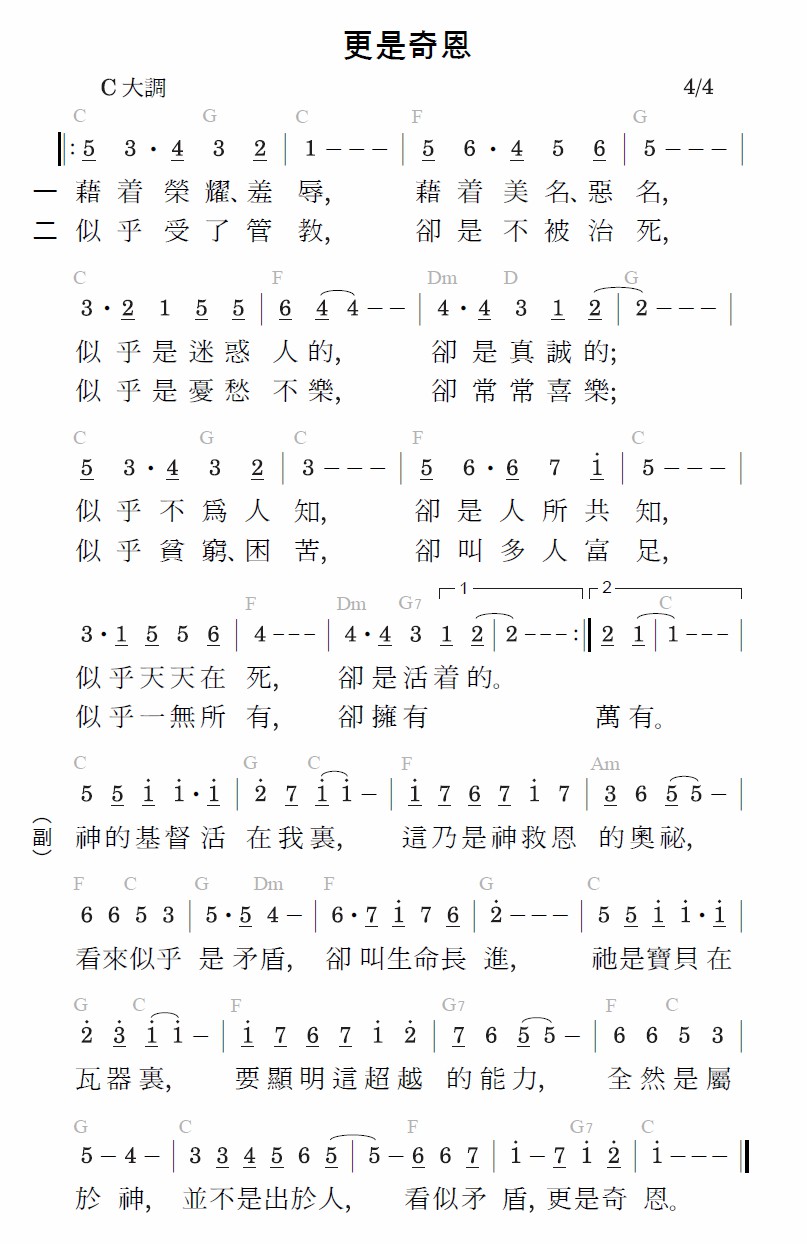 更是奇恩
C 大調 4/4
C G C F G
𝄆 5 3 · 4 3 2 | 1 – – – | 5 6 · 4 5 6 | 5 – – – |
一 藉着榮耀、羞辱, 藉着美名、惡名,
二 似乎受了管教, 卻是不被治死,
C F Dm D G
3 · 2 1 5 5 | 6 4 4 – – | 4 · 4 3 1 2 | 2 – – – |
似乎是迷惑人的, 卻是真誠的;
似乎是憂愁不樂, 卻常常喜樂;
C G C F C
5 3 · 4 3 2 | 3 – – – | 5 6 · 6 7 i | 5 – – – |
似乎不爲人知, 卻是人所共知,
似乎貧窮、困苦, 卻叫多人富足,
F Dm G7 1 2 C
3 · 1 5 5 6 | 4 – – – | 4 · 4 3 1 2 | 2 – – – 𝄇 2 1 | 1 – – – |
似乎天天在死, 卻是活着的。
似乎一無所有, 卻擁有 萬有。
C G C F Am
5 5 i i · i | 2̇ 7 i i – | i 7 6 7 i 7 | 3 6 5 5 – |
(副) 神的基督活在我裏, 這乃是神救恩的奧祕,
F C G Dm F G C
6 6 5 3 | 5 · 5 4 – | 6 · 7 i 7 6 | 2̇ – – – | 5 5 i i · i |
看來似乎是矛盾, 卻叫生命長進, 祂是寶貝在
G C F G7 F C
2̇ 3̇ i i – | i 7 6 7 i 2̇ | 7 6 5 5 – | 6 6 5 3 |
瓦器裏, 要顯明這超越的能力, 全然是屬
G C F G7 C
5 – 4 – | 3 3 4 5 6 5 | 5 – 6 6 7 | i – 7 i 2̇ | i – – – ‖
於神, 並不是出於人, 看似矛盾, 更是奇恩。